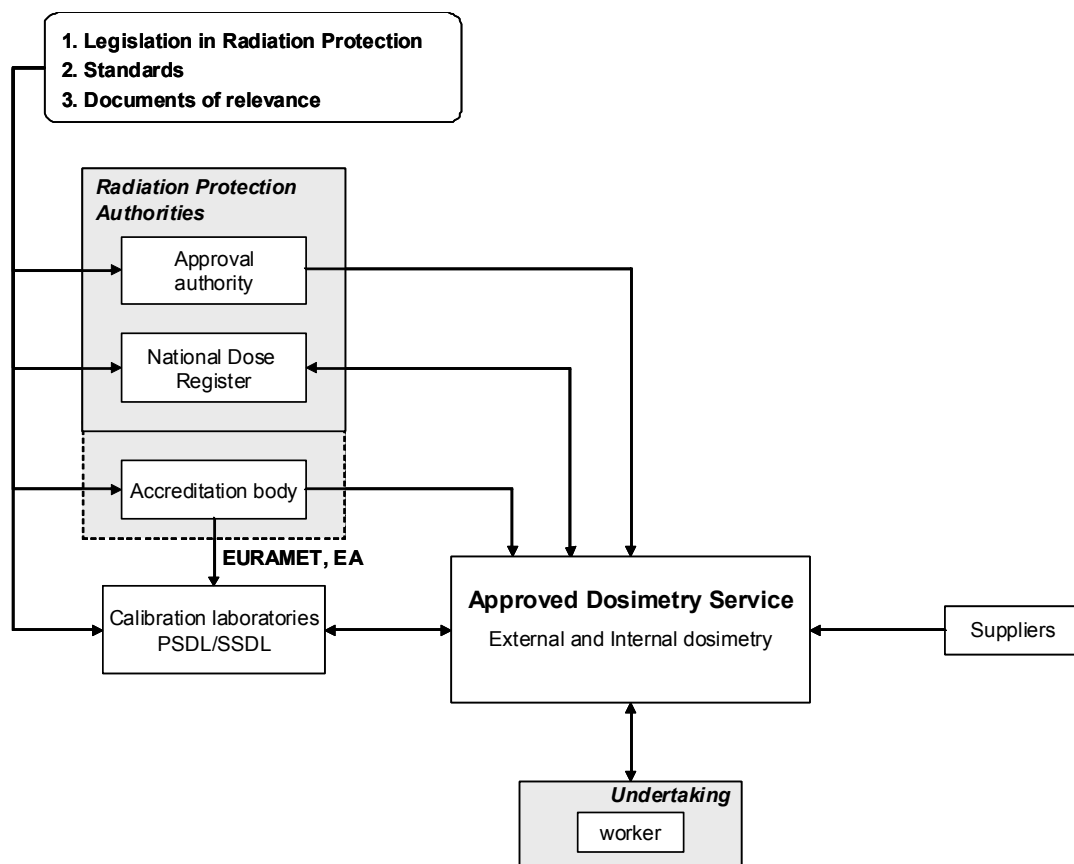 1. Legislation in Radiation Protection
2. Standards
3. Documents of relevance
Radiation Protection
Authorities
Approval
authority
National Dose
Register
Accreditation body
EURAMET, EA
Calibration laboratories
PSDL/SSDL
Approved Dosimetry Service
External and Internal dosimetry
Suppliers
Undertaking
worker